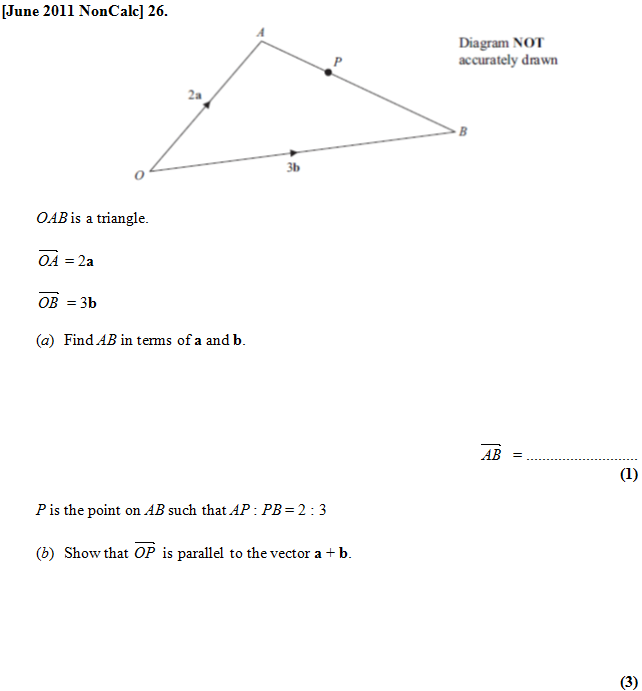 [June 2011 NonCalc] 26.
A
Diagram NOT
accurately drawn
P
2a
B
O
3b
OAB is a triangle.
OA = 2a
OB = 3b
(a) Find AB in terms of a and b.
AB = ............................
(1)
P is the point on AB such that AP : PB = 2 : 3
(b) Show that OP is parallel to the vector a + b.
(3)